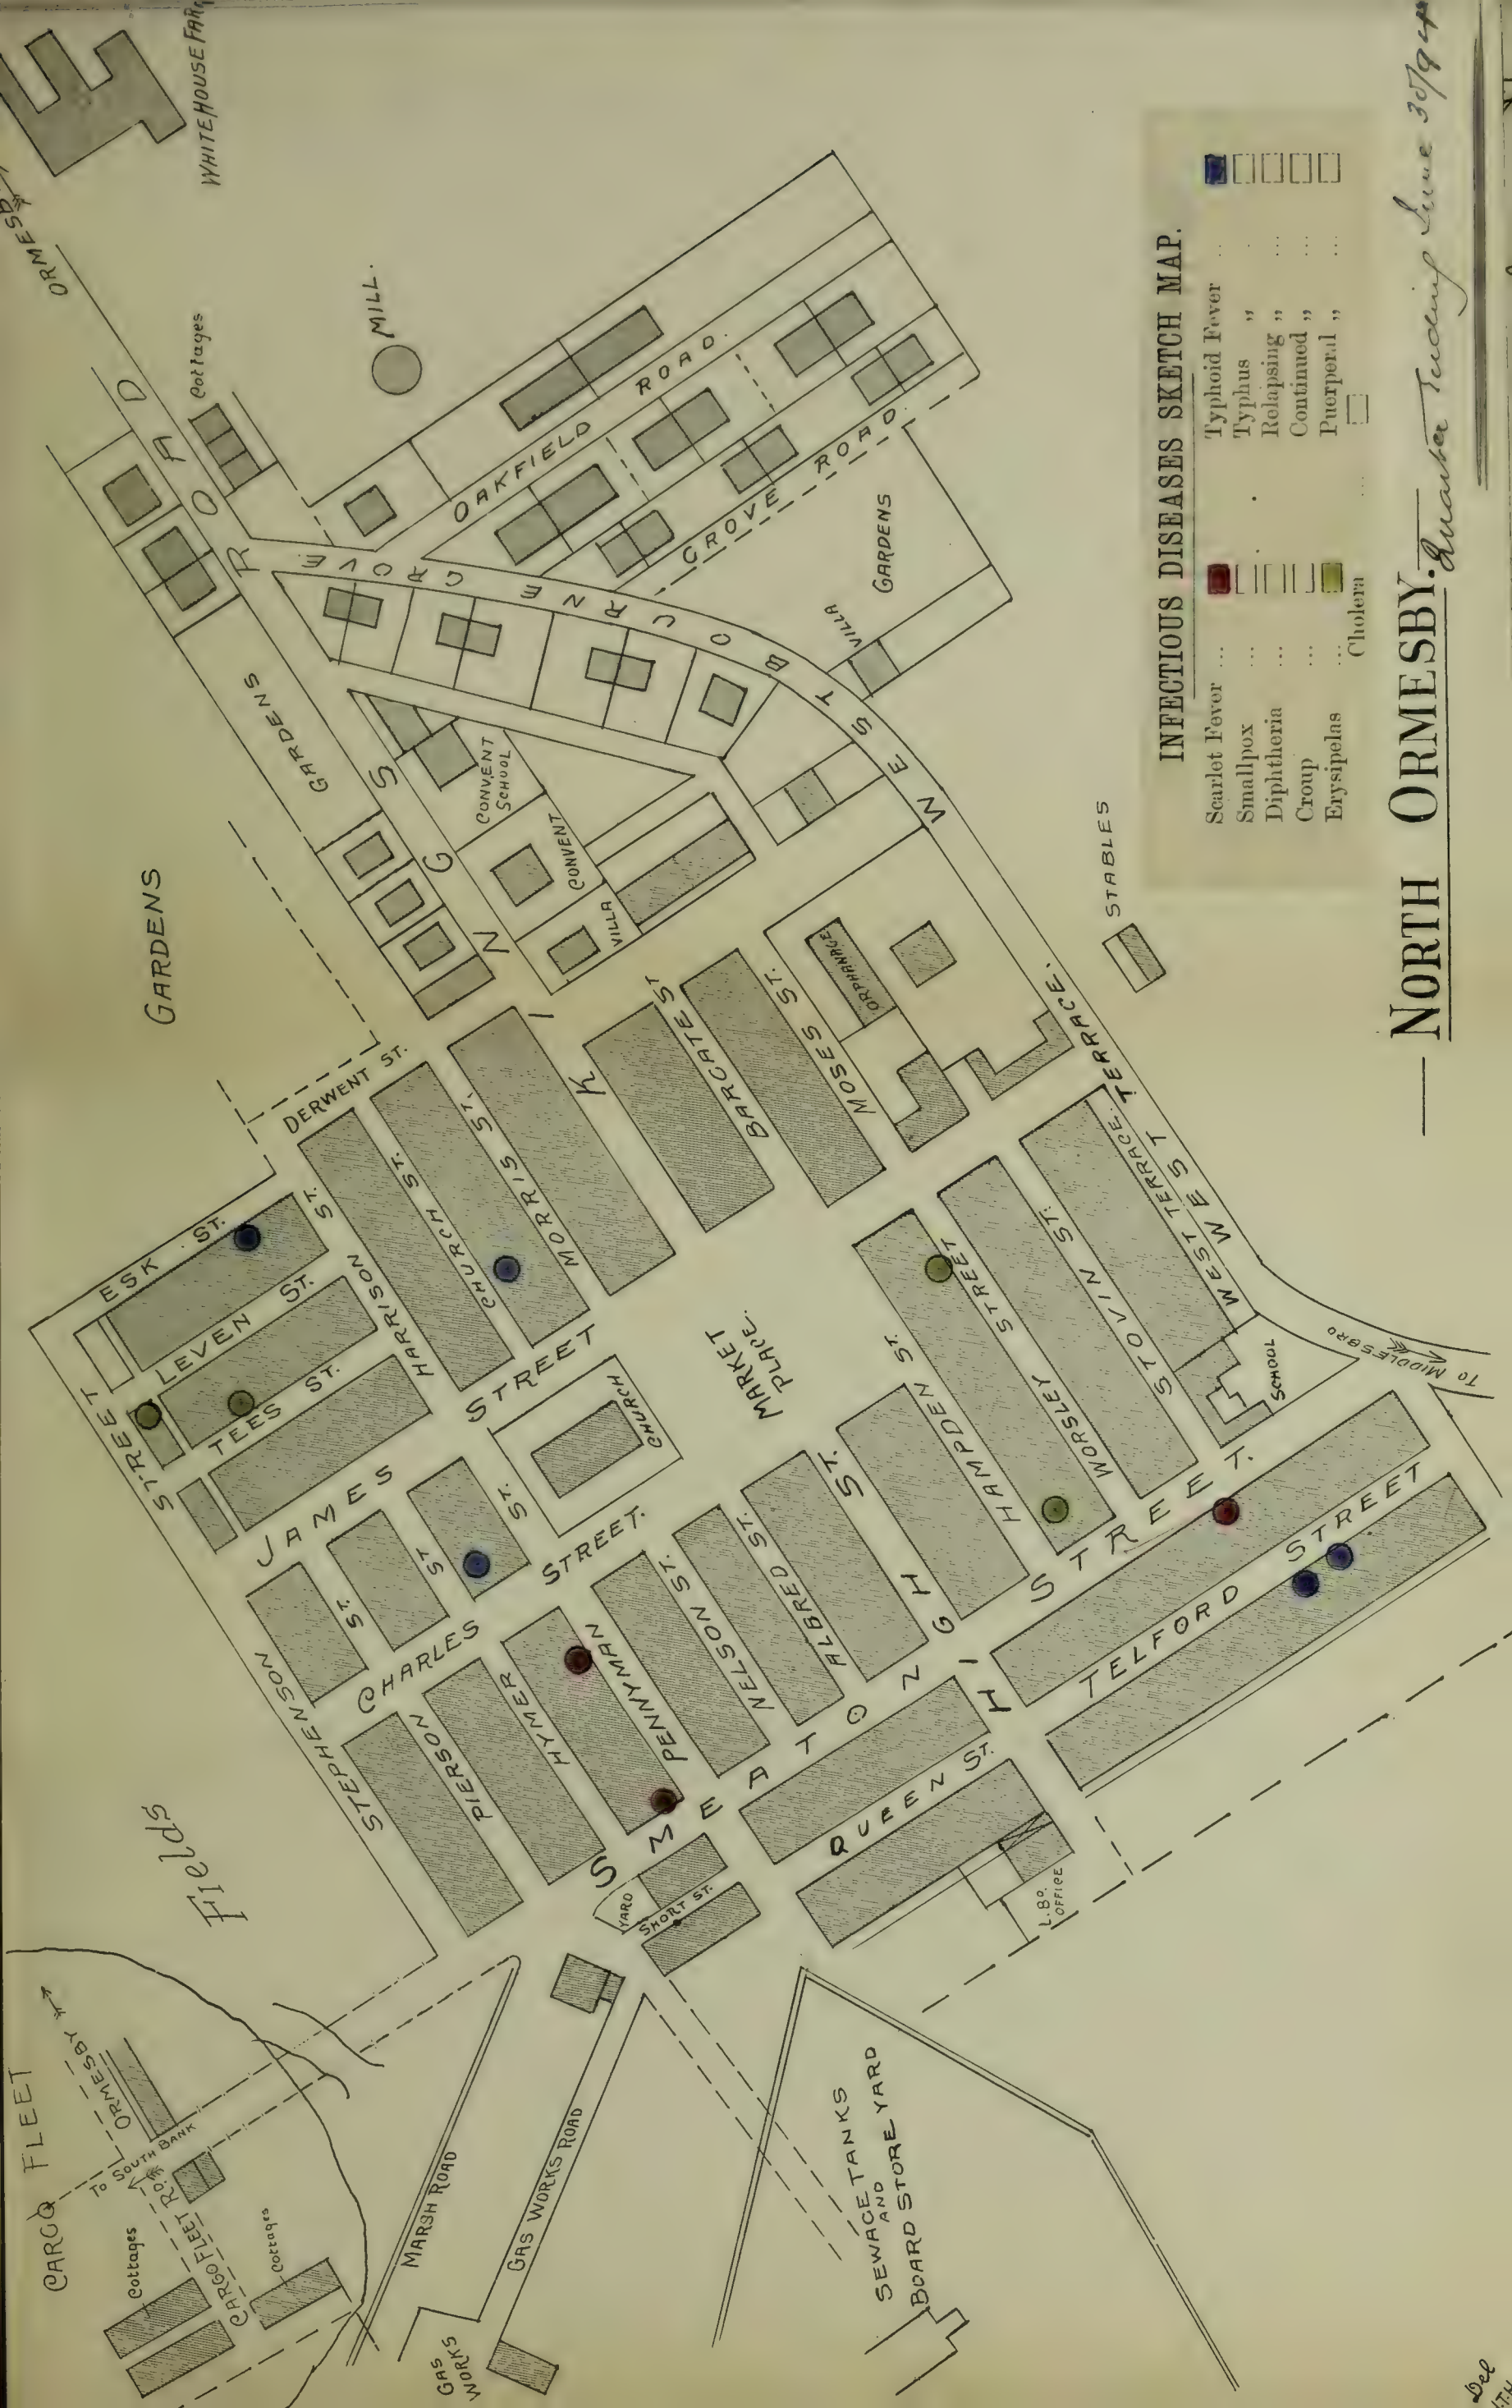 INFECTIOUS DISEASES SKETCH MAP.
Scarlet Fever ... Typhoid Fever ...
Smallpox ... Typhus „
Diphtheria ... Relapsing „ ...
Croup ... Continued „ ...
Erysipelas ... Puerperal „ ...
Cholera ...
NORTH ORMESBY.
Quarter Ending June 30/94
WHITEHOUSE FARM
ORMESBY
Cottages
MILL.
KINGS ROAD
OAKFIELD ROAD.
GROVE ROAD
GARDENS
VILLA
WESTBOURNE GROVE
GARDENS
CONVENT SCHOOL
CONVENT
VILLA
GARDENS
STABLES
ORPHANAGE
WEST TERRACE.
WEST TERRACE.
WEST
BARGATE ST
MOSES ST.
DERWENT ST.
MORRIS ST.
CHURCH ST.
HARRISON ST.
ESK ST.
LEVEN ST.
TEES ST.
JAMES STREET
CHURCH
MARKET PLACE.
HAMPDEN ST.
WORSLEY STREET
STOVIN ST.
SCHOOL
TO MIDDLESBRO
STEPHENSON STREET
CHARLES STREET.
PIERSON ST.
HYMER ST
PENNYMAN ST.
NELSON ST.
ALBRED ST.
HIGH ST.
SMEATON STREET.
TELFORD STREET
QUEEN ST.
L. BD. OFFICE
YARD
SHORT ST.
Fields
CARGO FLEET
ORMESBY
TO SOUTH BANK
CARGO FLEET RD.
Cottages
Cottages
MARSH ROAD
GAS WORKS ROAD
GAS WORKS
SEWAGE TANKS
AND
BOARD STORE YARD
Del